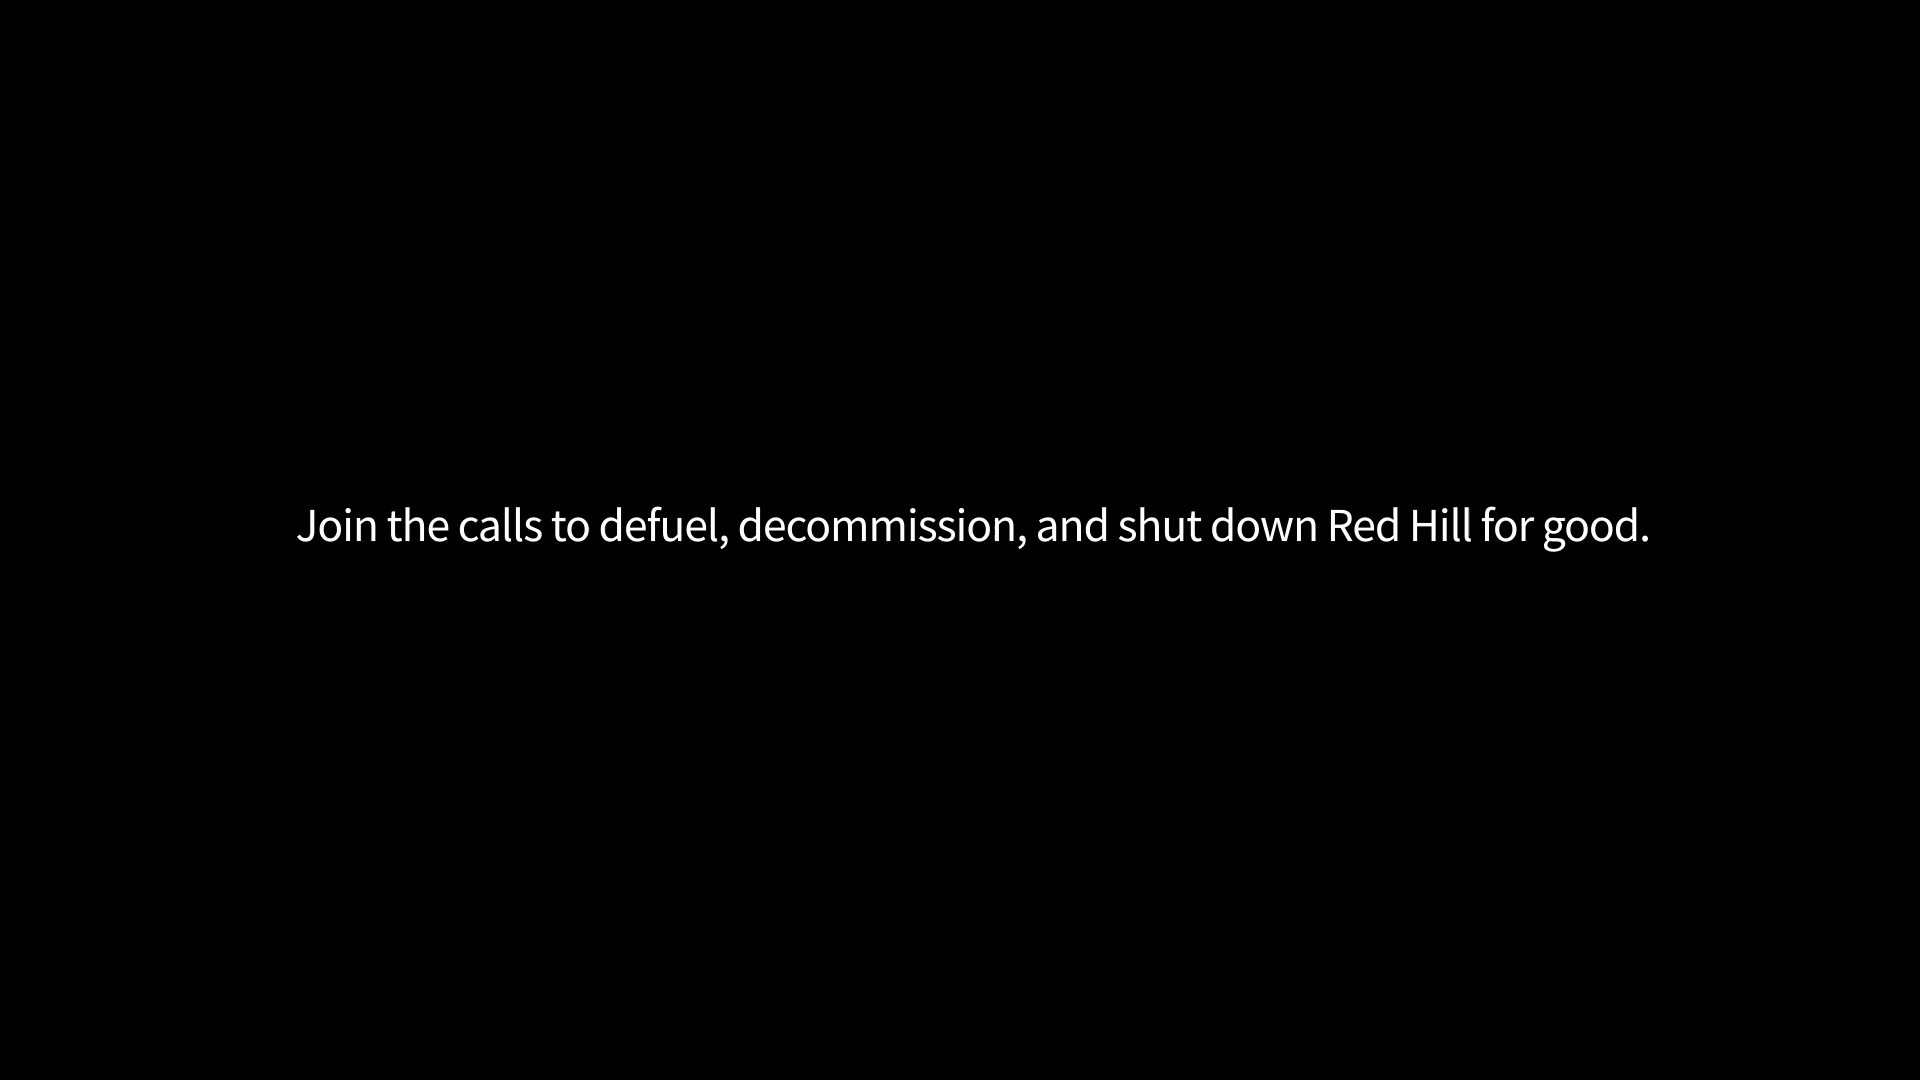 Join the calls to defuel, decommission, and shut down Red Hill for good.